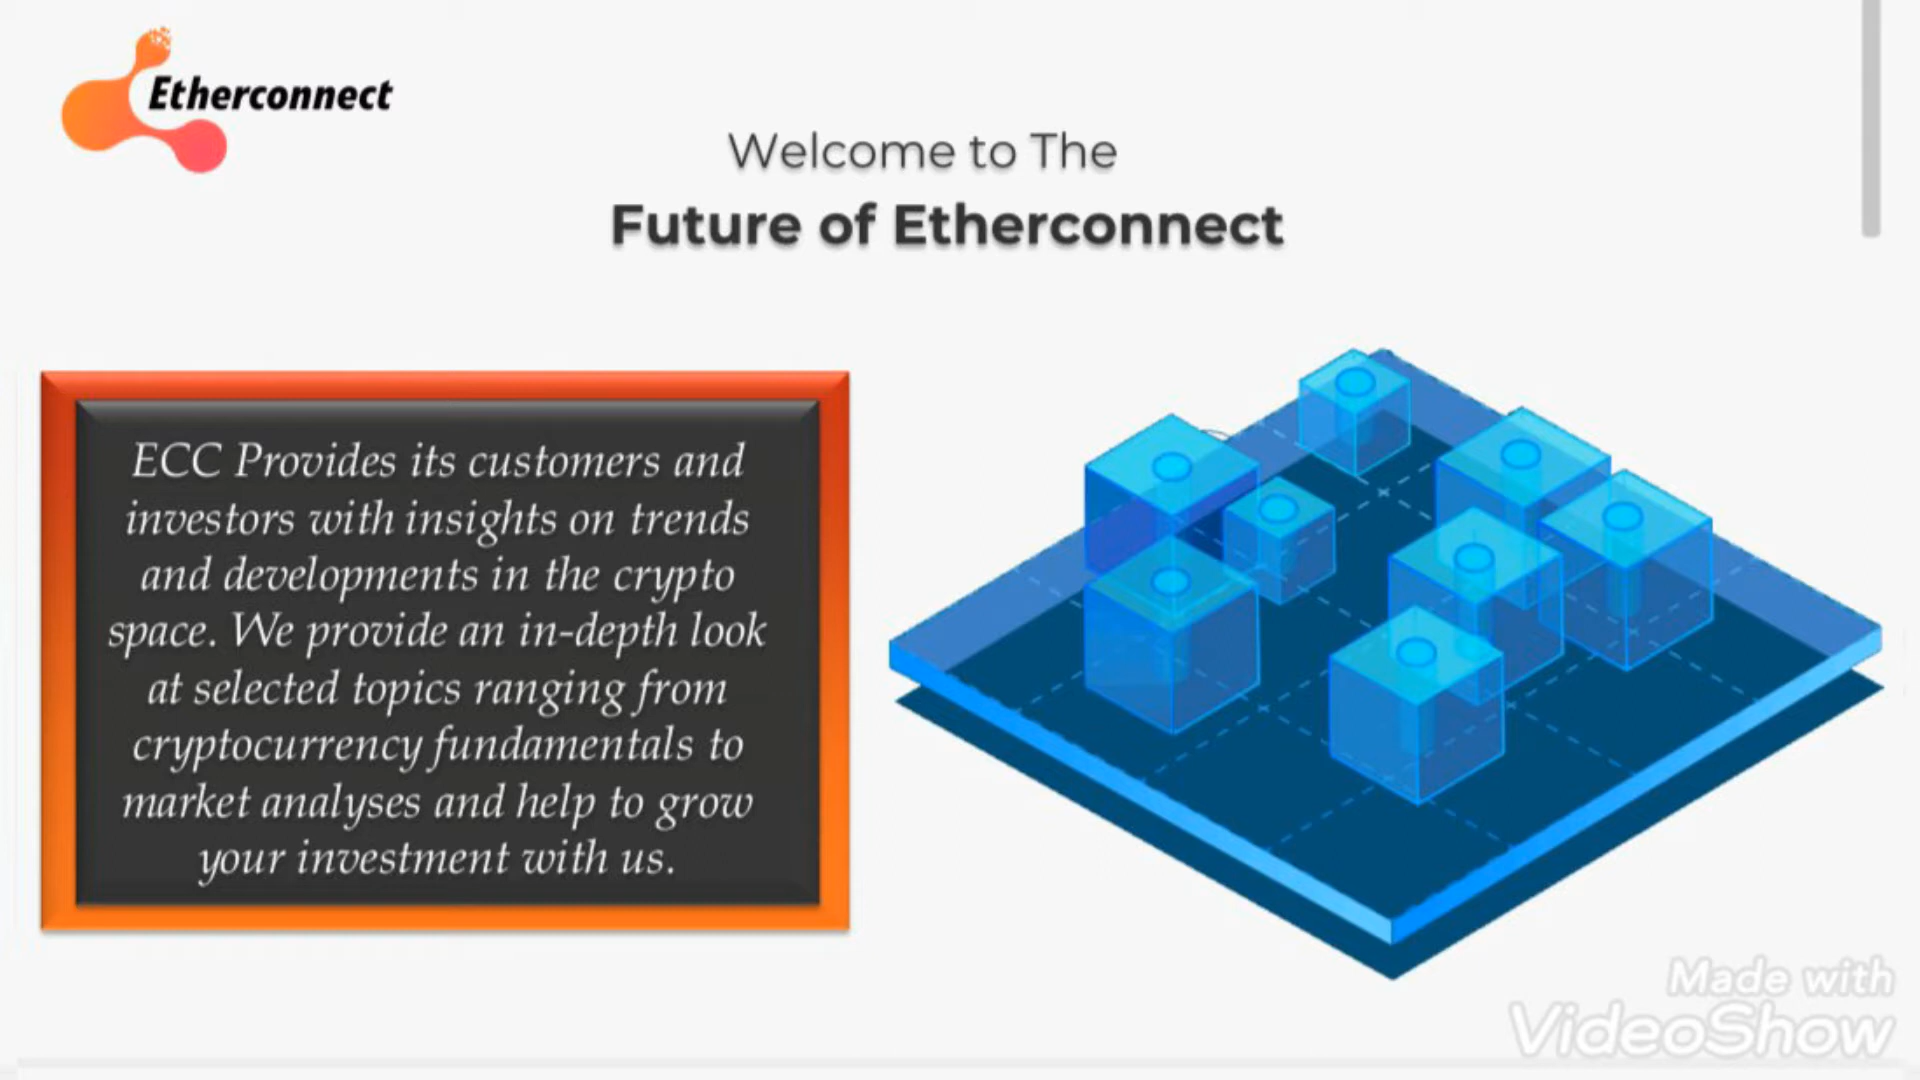 Etherconnect
Welcome to The
Future of Etherconnect
ECC Provides its customers and
investors with insights on trends
and developments in the crypto
space. We provide an in-depth look
at selected topics ranging from
cryptocurrency fundamentals to
market analyses and help to grow
your investment with us.
Made with
VideoShow